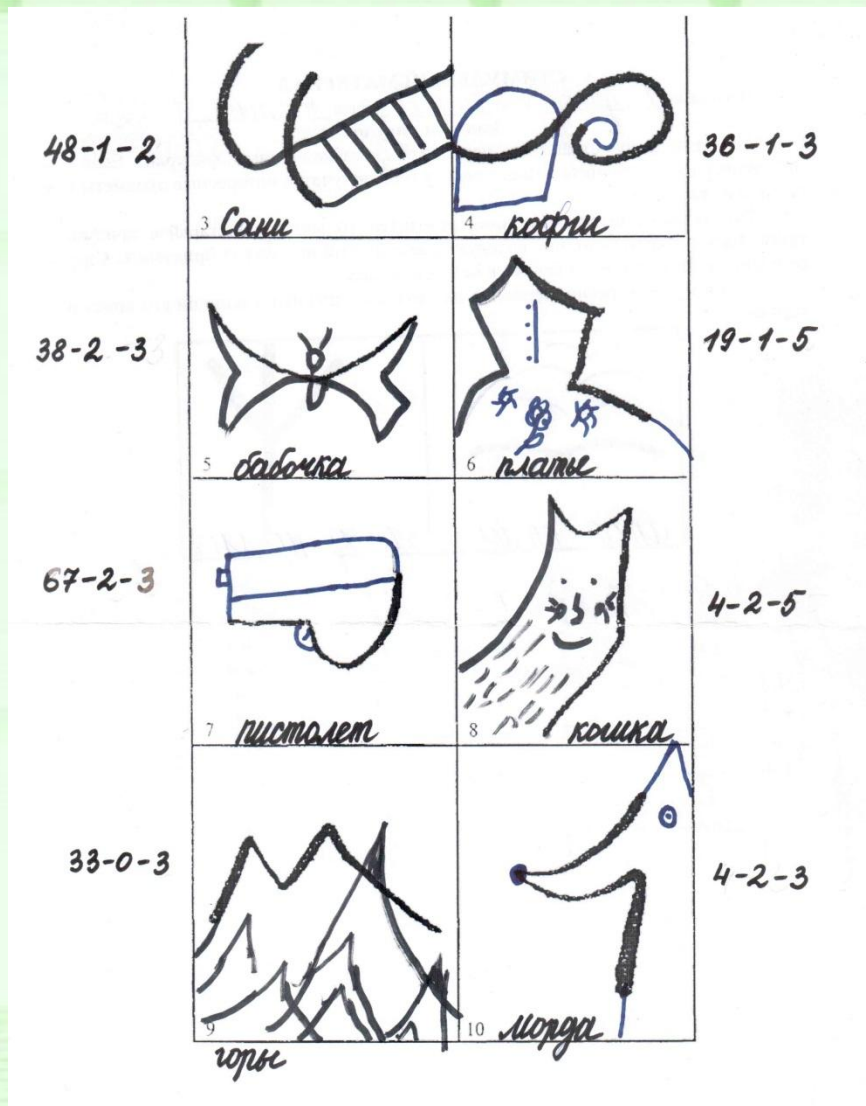 48-1-2
3 Сани
4 кофги
36-1-3
38-2-3
5 бабочка
6 платье
19-1-5
67-2-3
7 пистолет
8 кошка
4-2-5
33-0-3
9
горы
10 морда
4-2-3